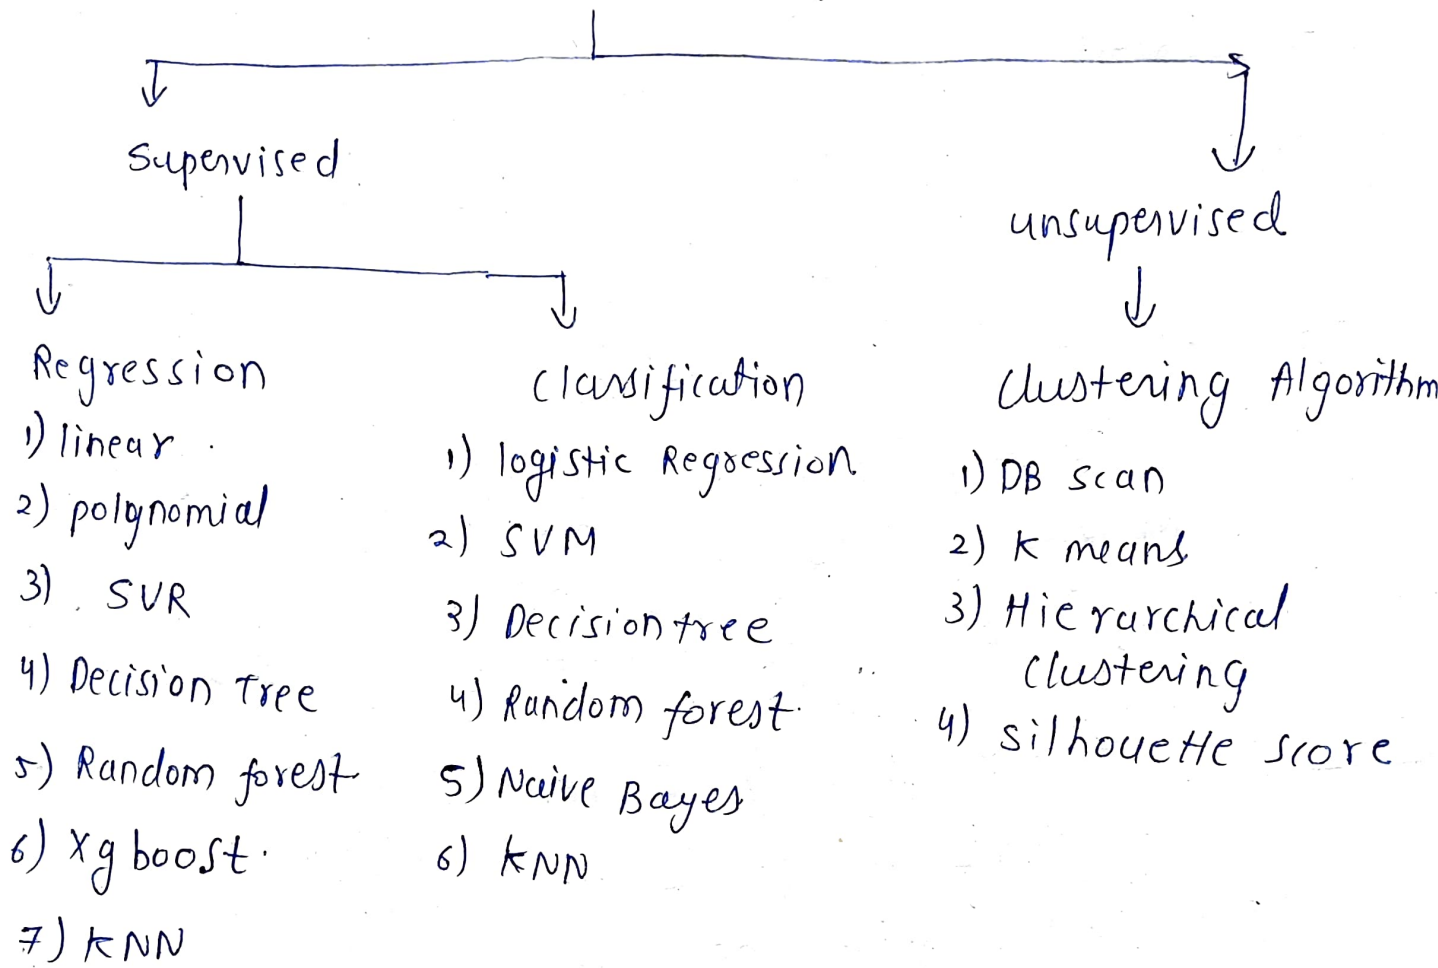 Supervised
unsupervised
Regression
1) linear
2) polynomial
3) SVR
4) Decision Tree
5) Random forest
6) Xg boost.
7) KNN
Classification
1) logistic Regression
2) SVM
3) Decision tree
4) Random forest
5) Naive Bayes
6) KNN
Clustering Algorithm
1) DB scan
2) K means
3) Hierarchical
Clustering
4) silhouette score